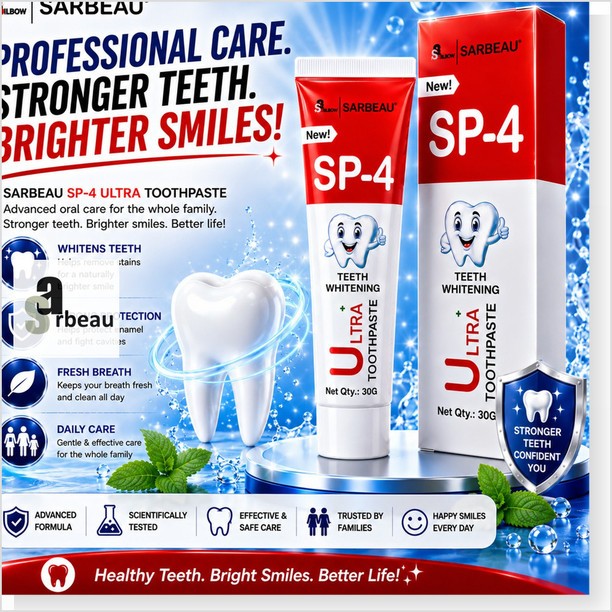 SARBEAU
PROFESSIONAL CARE.
STRONGER TEETH.
BRIGHTER SMILES!
SARBEAU SP-4 ULTRA TOOTHPASTE
Advanced oral care for the whole family.
Stronger teeth. Brighter smiles. Better life!
WHITENS TEETH
Helps remove stains
for a naturally
brighter smile
Sarbeau
and fight cavities
FRESH BREATH
Keeps your breath fresh
and clean all day
DAILY CARE
Gentle & effective care
for the whole family
SARBEAU
New!
SP-4
TEETH
WHITENING
ULTRA+
TOOTHPASTE
Net Qty.: 30G
SARBEAU
New!
SP-4
TEETH
WHITENING
ULTRA+
TOOTHPASTE
Net Qty.: 30G
STRONGER
TEETH
CONFIDENT
YOU
ADVANCED
FORMULA
SCIENTIFICALLY
TESTED
EFFECTIVE &
SAFE CARE
TRUSTED BY
FAMILIES
HAPPY SMILES
EVERY DAY
Healthy Teeth. Bright Smiles. Better Life!